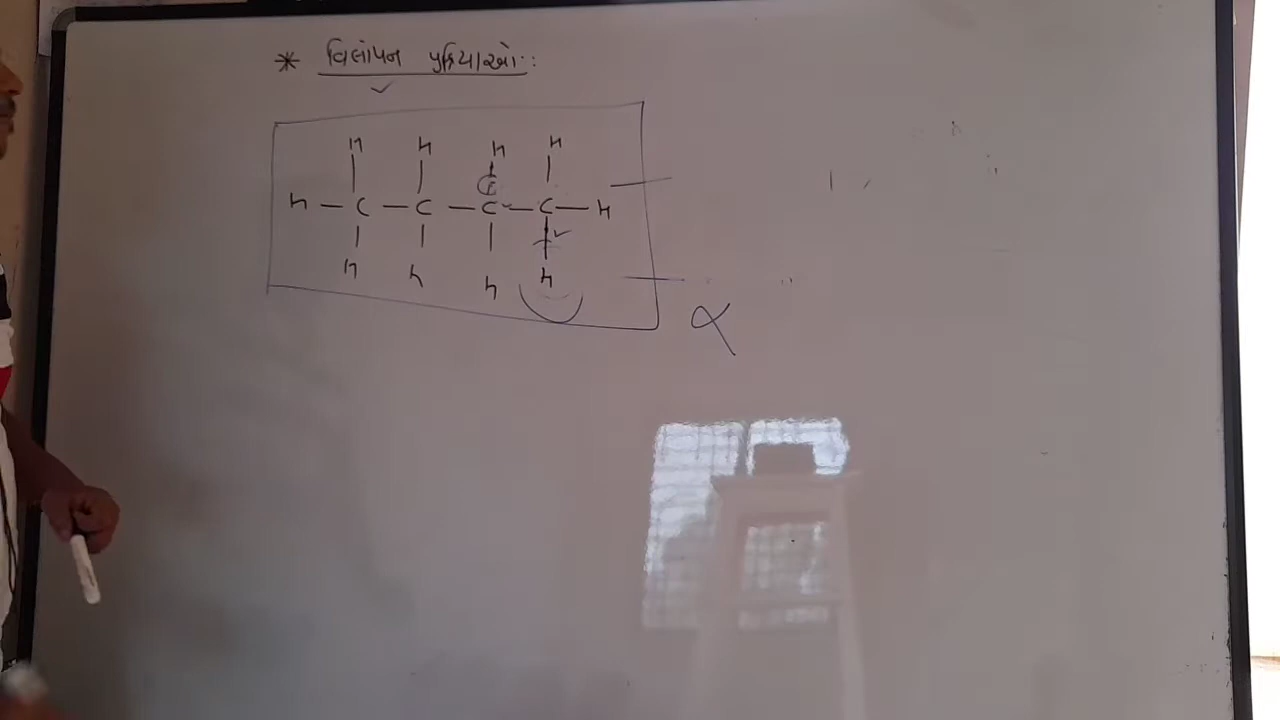 * વિલોપન પ્રક્રિયાઓ :
H H H H
H - C - C - C - C - H
H H H H
α